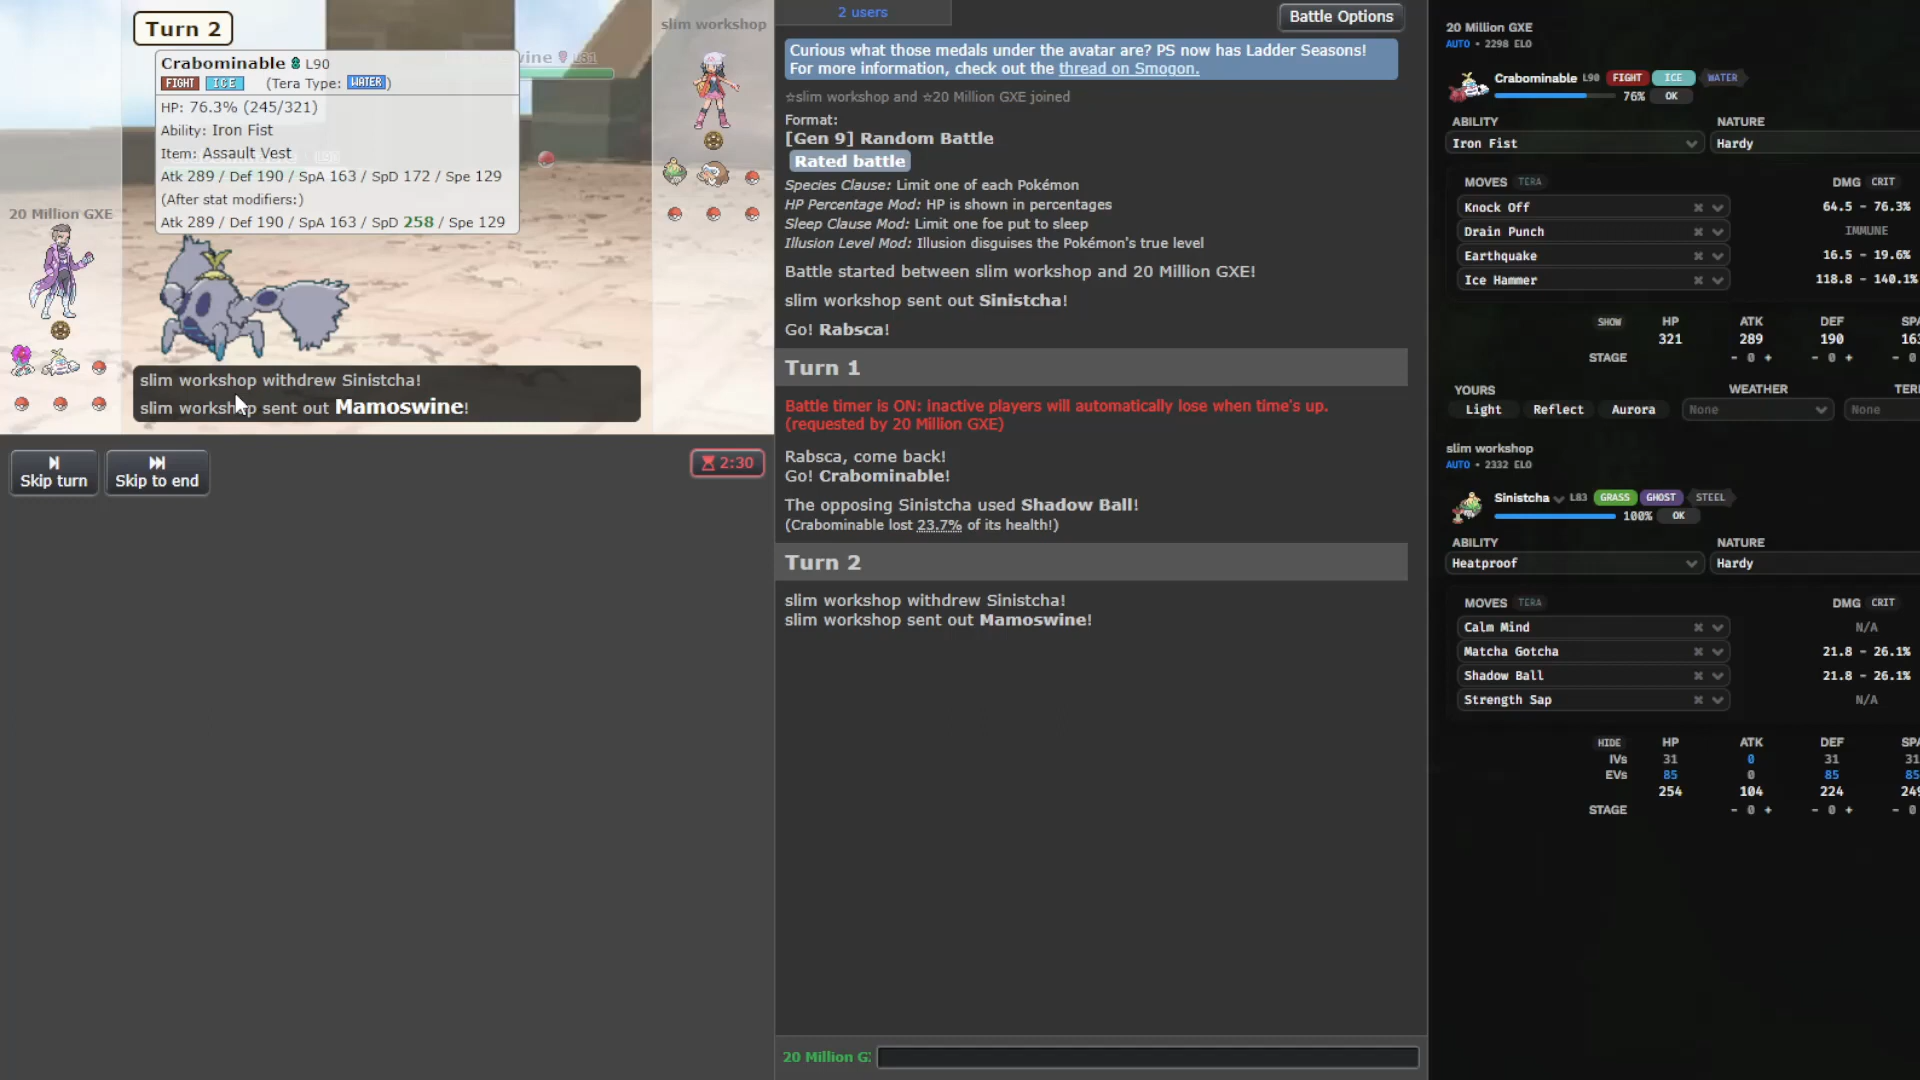 Turn 2
Crabominable L90
FIGHT ICE (Tera Type: WATER)
HP: 76.3% (245/321)
Ability: Iron Fist
Item: Assault Vest
Atk 289 / Def 190 / SpA 163 / SpD 172 / Spe 129
(After stat modifiers:)
Atk 289 / Def 190 / SpA 163 / SpD 258 / Spe 129
wine L81
slim workshop
20 Million GXE
slim workshop withdrew Sinistcha!
slim workshop sent out Mamoswine!
Skip turn
Skip to end
2:30
2 users
Battle Options
Curious what those medals under the avatar are? PS now has Ladder Seasons!
For more information, check out the thread on Smogon.
☆slim workshop and ☆20 Million GXE joined
Format:
[Gen 9] Random Battle
Rated battle
Species Clause: Limit one of each Pokémon
HP Percentage Mod: HP is shown in percentages
Sleep Clause Mod: Limit one foe put to sleep
Illusion Level Mod: Illusion disguises the Pokémon's true level
Battle started between slim workshop and 20 Million GXE!
slim workshop sent out Sinistcha!
Go! Rabsca!
Turn 1
Battle timer is ON: inactive players will automatically lose when time's up.
(requested by 20 Million GXE)
Rabsca, come back!
Go! Crabominable!
The opposing Sinistcha used Shadow Ball!
(Crabominable lost 23.7% of its health!)
Turn 2
slim workshop withdrew Sinistcha!
slim workshop sent out Mamoswine!
20 Million G
20 Million GXE
AUTO • 2298 ELO
Crabominable L90 FIGHT ICE WATER
76% OK
ABILITY NATURE
Iron Fist Hardy
MOVES TERA DMG CRIT
Knock Off 64.5 - 76.3%
Drain Punch IMMUNE
Earthquake 16.5 - 19.6%
Ice Hammer 118.8 - 140.1%
SHOW HP ATK DEF SPA
321 289 190 163
STAGE - 0 + - 0 + - 0
YOURS WEATHER TER
Light Reflect Aurora None None
slim workshop
AUTO • 2332 ELO
Sinistcha L83 GRASS GHOST STEEL
100% OK
ABILITY NATURE
Heatproof Hardy
MOVES TERA DMG CRIT
Calm Mind N/A
Matcha Gotcha 21.8 - 26.1%
Shadow Ball 21.8 - 26.1%
Strength Sap N/A
HIDE HP ATK DEF SPA
IVs 31 0 31 31
EVs 85 0 85 85
254 104 224 249
STAGE - 0 + - 0 + - 0